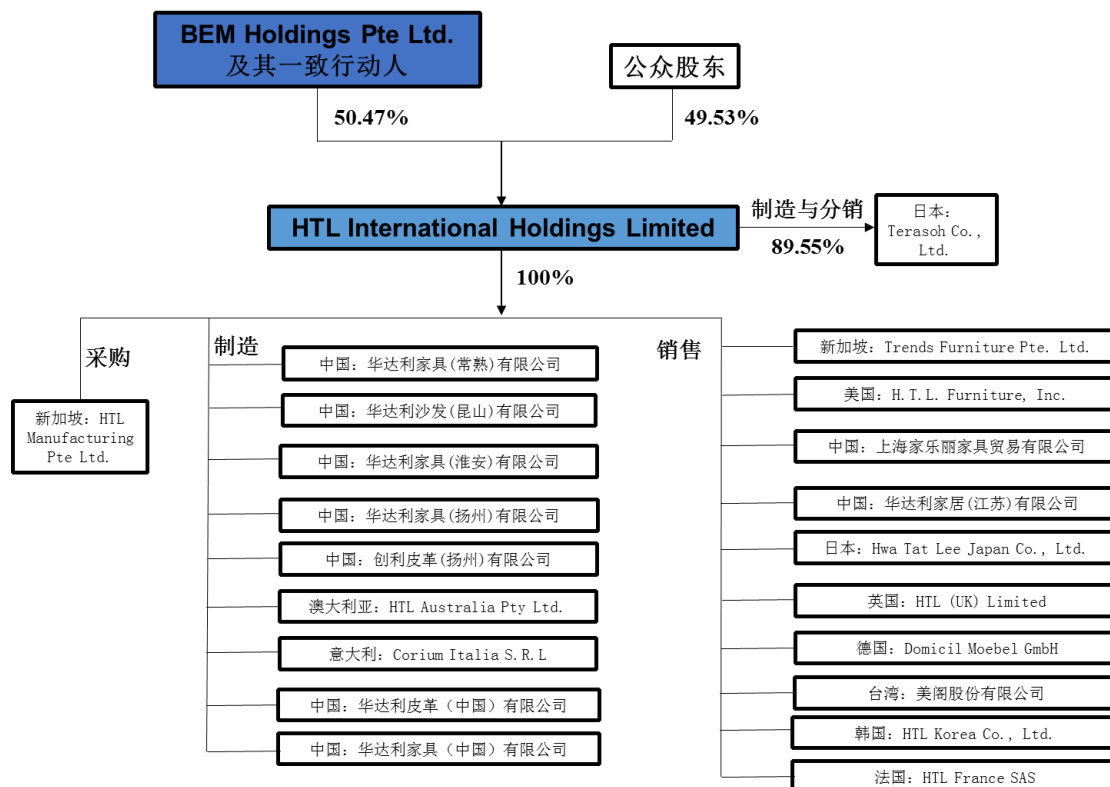 BEM Holdings Pte Ltd.
及其一致行动人
公众股东
50.47%
49.53%
HTL International Holdings Limited
制造与分销
89.55%
日本:
Terasoh Co.,
Ltd.
100%
采购
新加坡: HTL
Manufacturing
Pte Ltd.
制造
中国: 华达利家具(常熟)有限公司
中国: 华达利沙发(昆山)有限公司
中国: 华达利家具(淮安)有限公司
中国: 华达利家具(扬州)有限公司
中国: 创利皮革(扬州)有限公司
澳大利亚: HTL Australia Pty Ltd.
意大利: Corium Italia S.R.L
中国: 华达利皮革（中国）有限公司
中国: 华达利家具（中国）有限公司
销售
新加坡: Trends Furniture Pte. Ltd.
美国: H.T.L. Furniture, Inc.
中国: 上海家乐丽家具贸易有限公司
中国: 华达利家居(江苏)有限公司
日本: Hwa Tat Lee Japan Co., Ltd.
英国: HTL (UK) Limited
德国: Domicil Moebel GmbH
台湾: 美阁股份有限公司
韩国: HTL Korea Co., Ltd.
法国: HTL France SAS